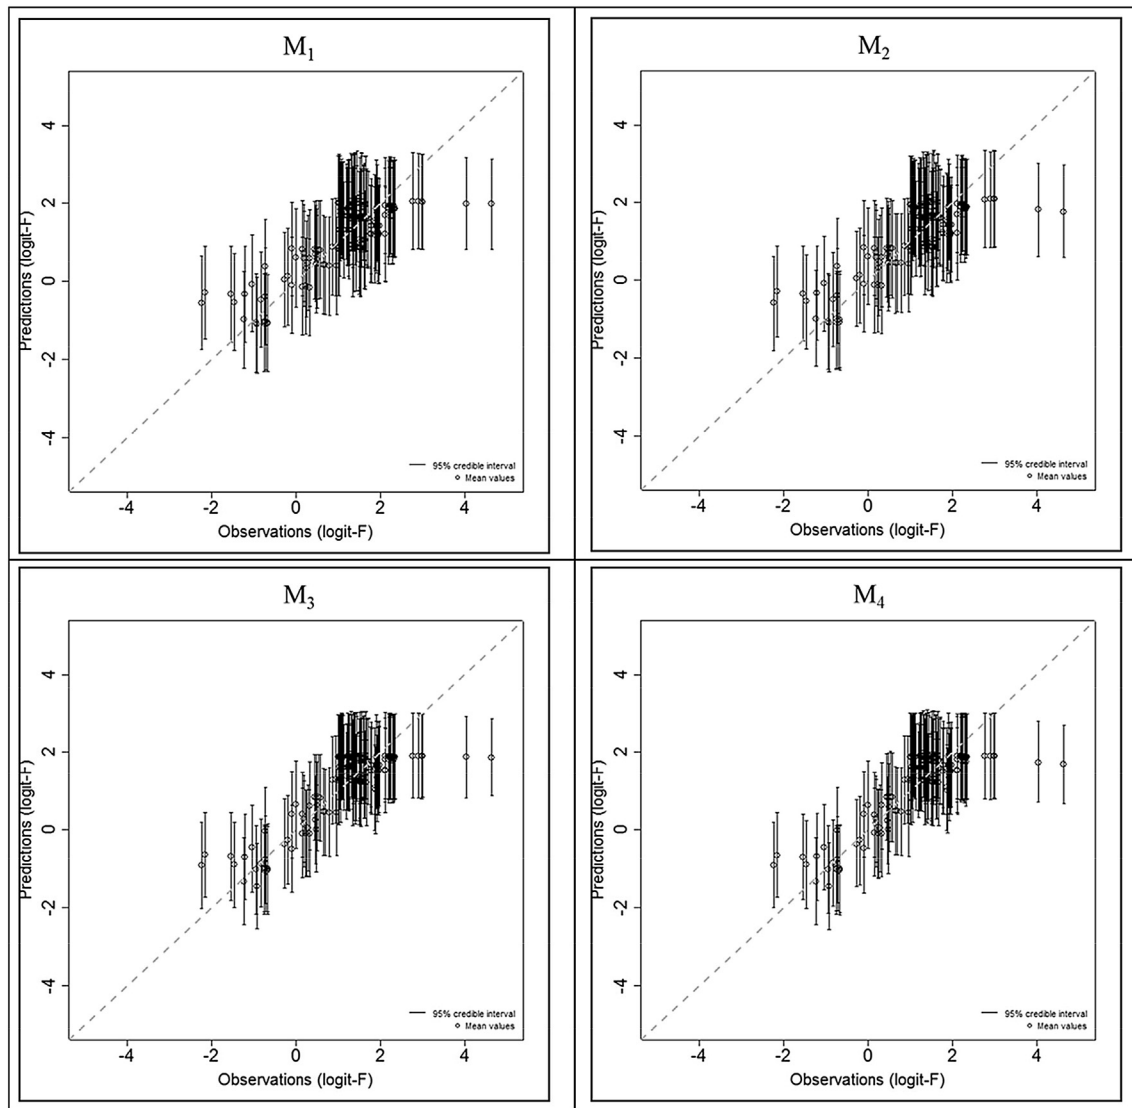 M₁
4
2
0
-2
-4
Predictions (logit-F)
95% credible interval
Mean values
-4 -2 0 2 4
Observations (logit-F)
M₂
4
2
0
-2
-4
Predictions (logit-F)
95% credible interval
Mean values
-4 -2 0 2 4
Observations (logit-F)
M₃
4
2
0
-2
-4
Predictions (logit-F)
95% credible interval
Mean values
-4 -2 0 2 4
Observations (logit-F)
M₄
4
2
0
-2
-4
Predictions (logit-F)
95% credible interval
Mean values
-4 -2 0 2 4
Observations (logit-F)